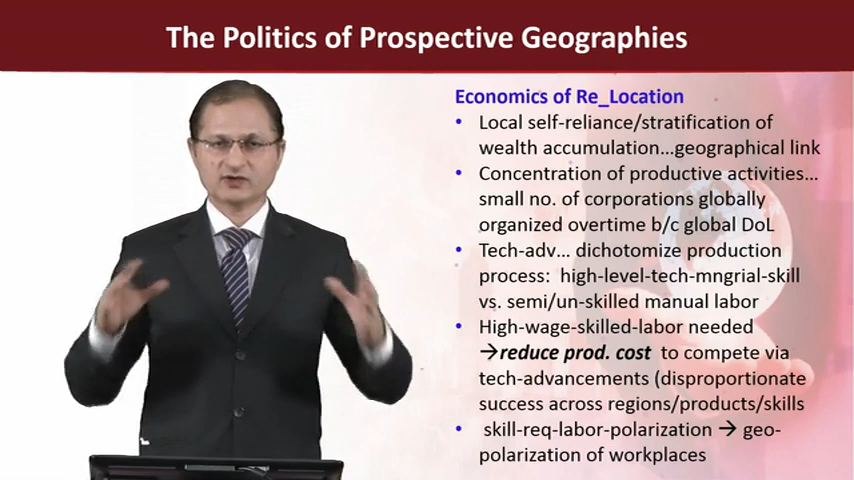 The Politics of Prospective Geographies
Economics of Re_Location
• Local self-reliance/stratification of
wealth accumulation...geographical link
• Concentration of productive activities...
small no. of corporations globally
organized overtime b/c global DoL
• Tech-adv... dichotomize production
process: high-level-tech-mngrial-skill
vs. semi/un-skilled manual labor
• High-wage-skilled-labor needed
→reduce prod. cost to compete via
tech-advancements (disproportionate
success across regions/products/skills
• skill-req-labor-polarization → geo-
polarization of workplaces